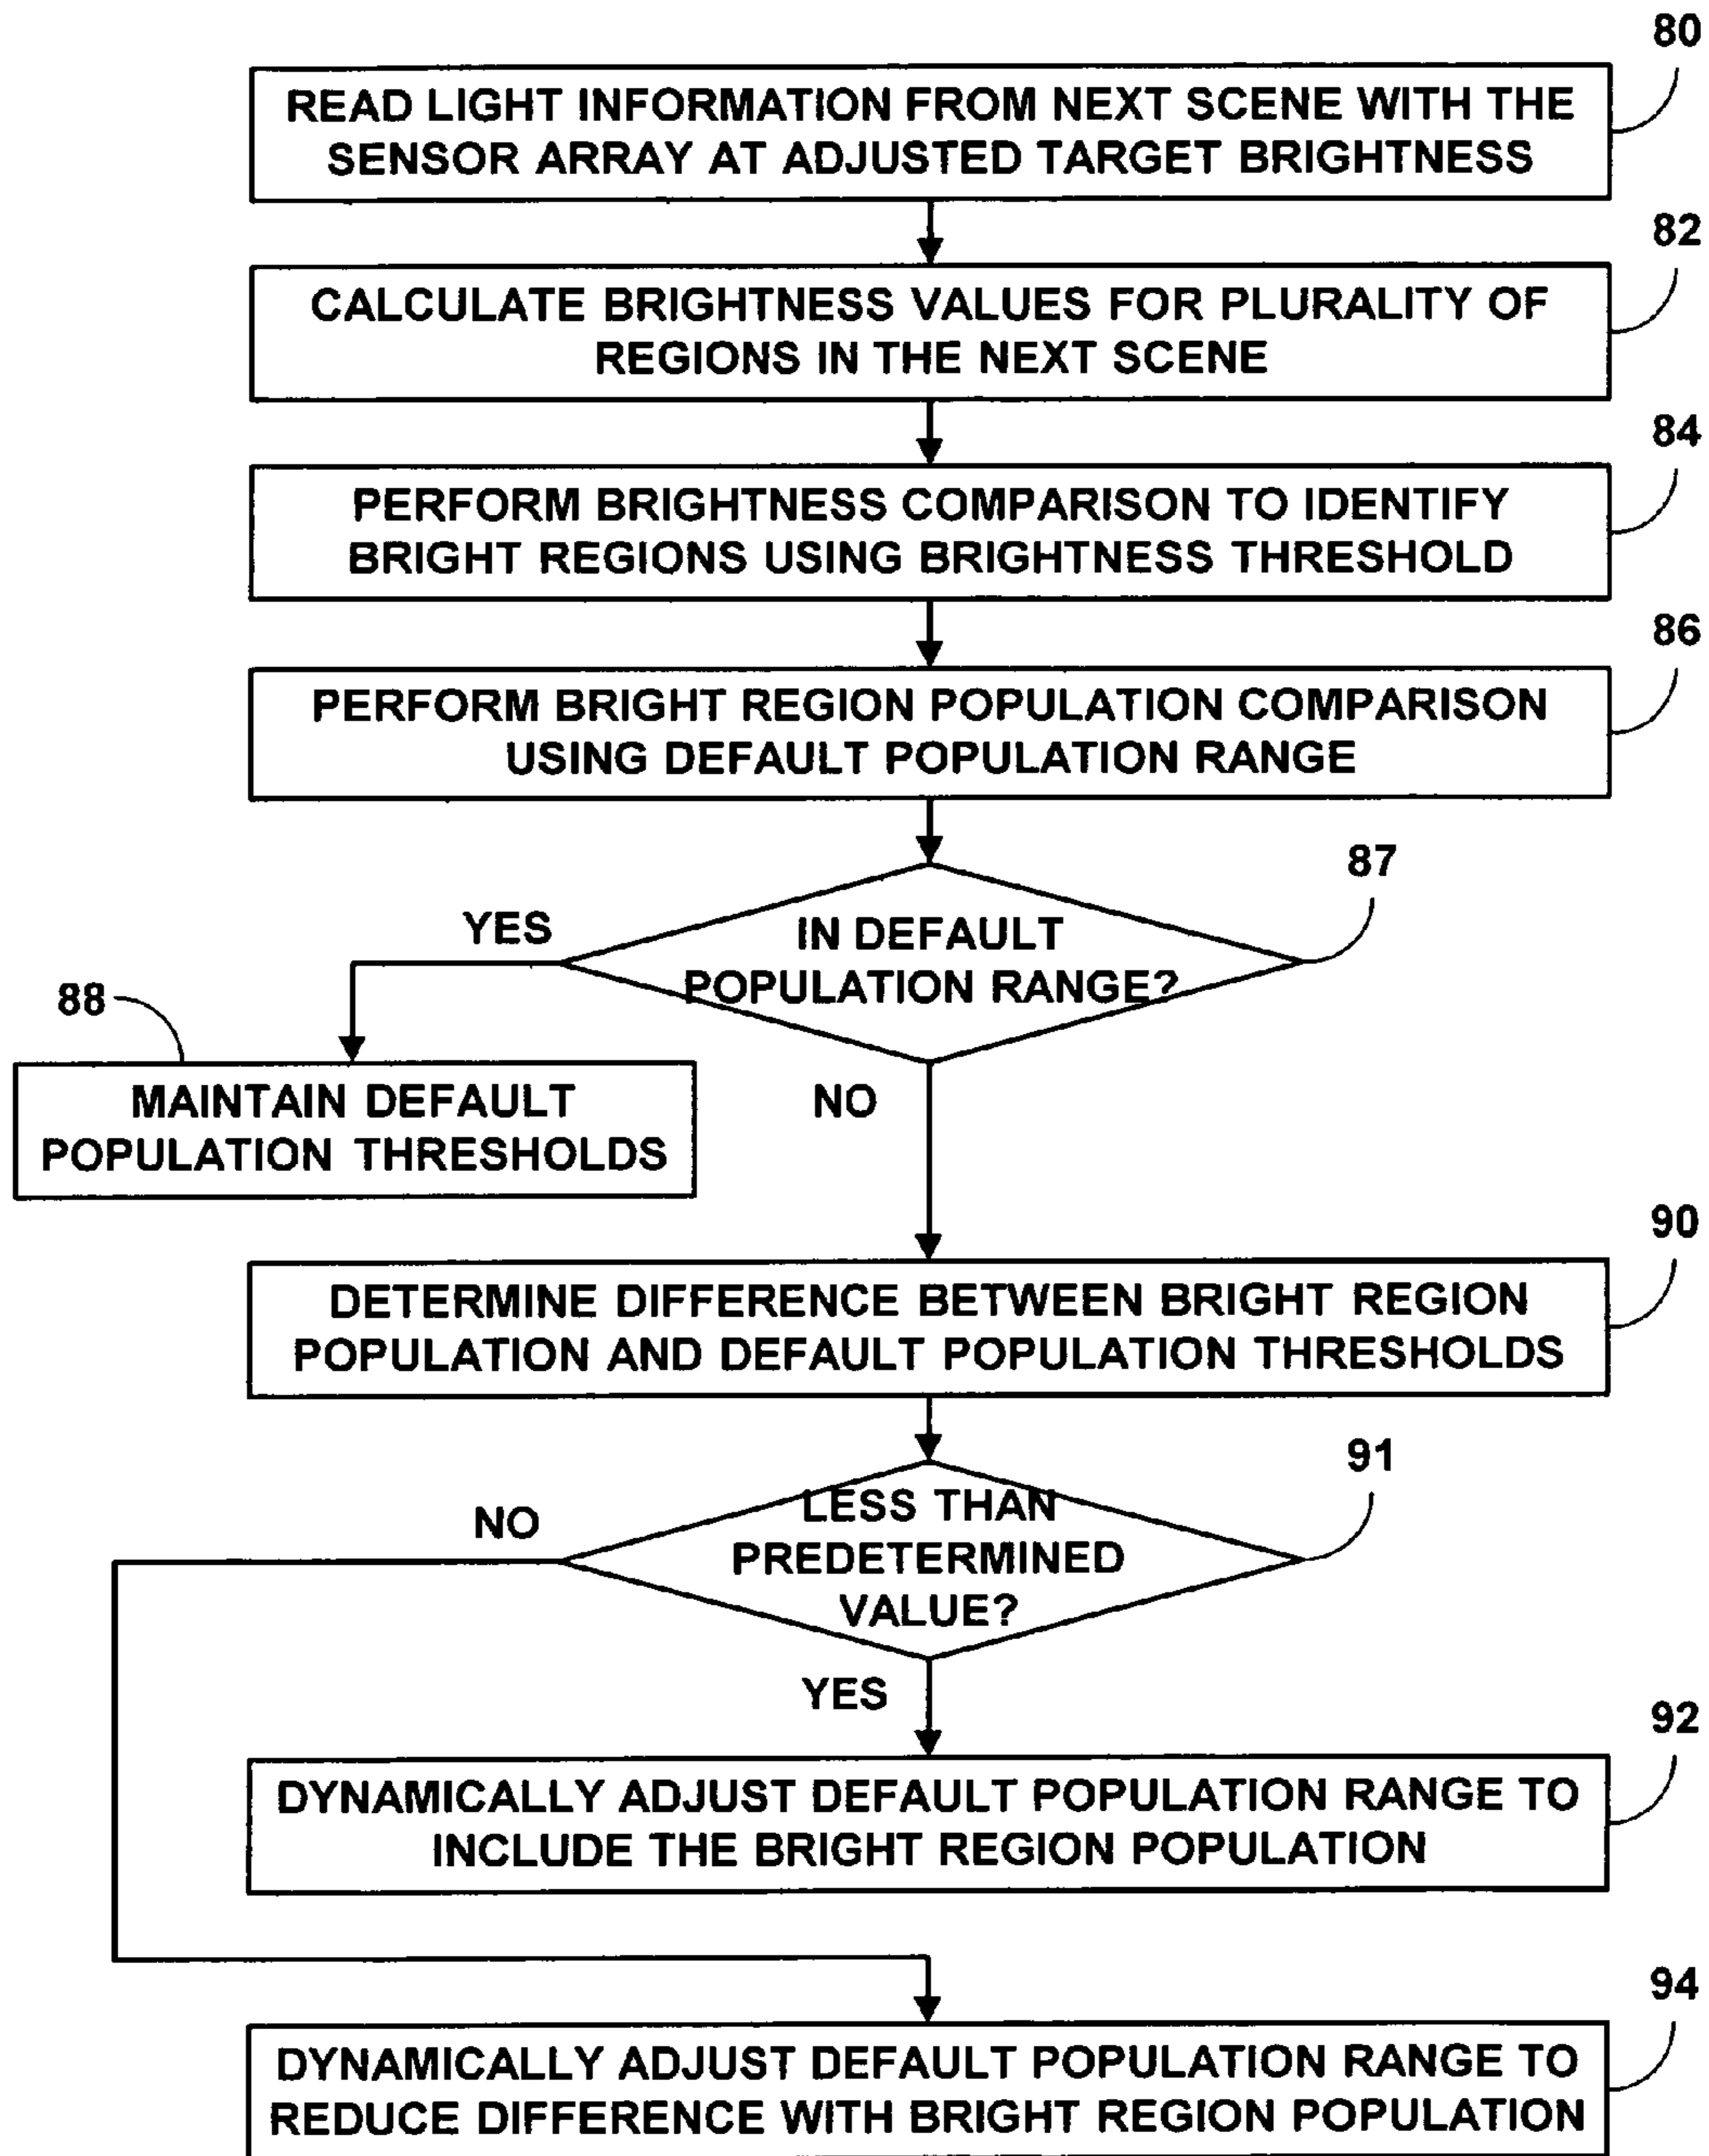 80
READ LIGHT INFORMATION FROM NEXT SCENE WITH THE
SENSOR ARRAY AT ADJUSTED TARGET BRIGHTNESS
82
CALCULATE BRIGHTNESS VALUES FOR PLURALITY OF
REGIONS IN THE NEXT SCENE
84
PERFORM BRIGHTNESS COMPARISON TO IDENTIFY
BRIGHT REGIONS USING BRIGHTNESS THRESHOLD
86
PERFORM BRIGHT REGION POPULATION COMPARISON
USING DEFAULT POPULATION RANGE
87
YES
IN DEFAULT
POPULATION RANGE?
88
MAINTAIN DEFAULT
POPULATION THRESHOLDS
NO
90
DETERMINE DIFFERENCE BETWEEN BRIGHT REGION
POPULATION AND DEFAULT POPULATION THRESHOLDS
91
NO
LESS THAN
PREDETERMINED
VALUE?
YES
92
DYNAMICALLY ADJUST DEFAULT POPULATION RANGE TO
INCLUDE THE BRIGHT REGION POPULATION
94
DYNAMICALLY ADJUST DEFAULT POPULATION RANGE TO
REDUCE DIFFERENCE WITH BRIGHT REGION POPULATION